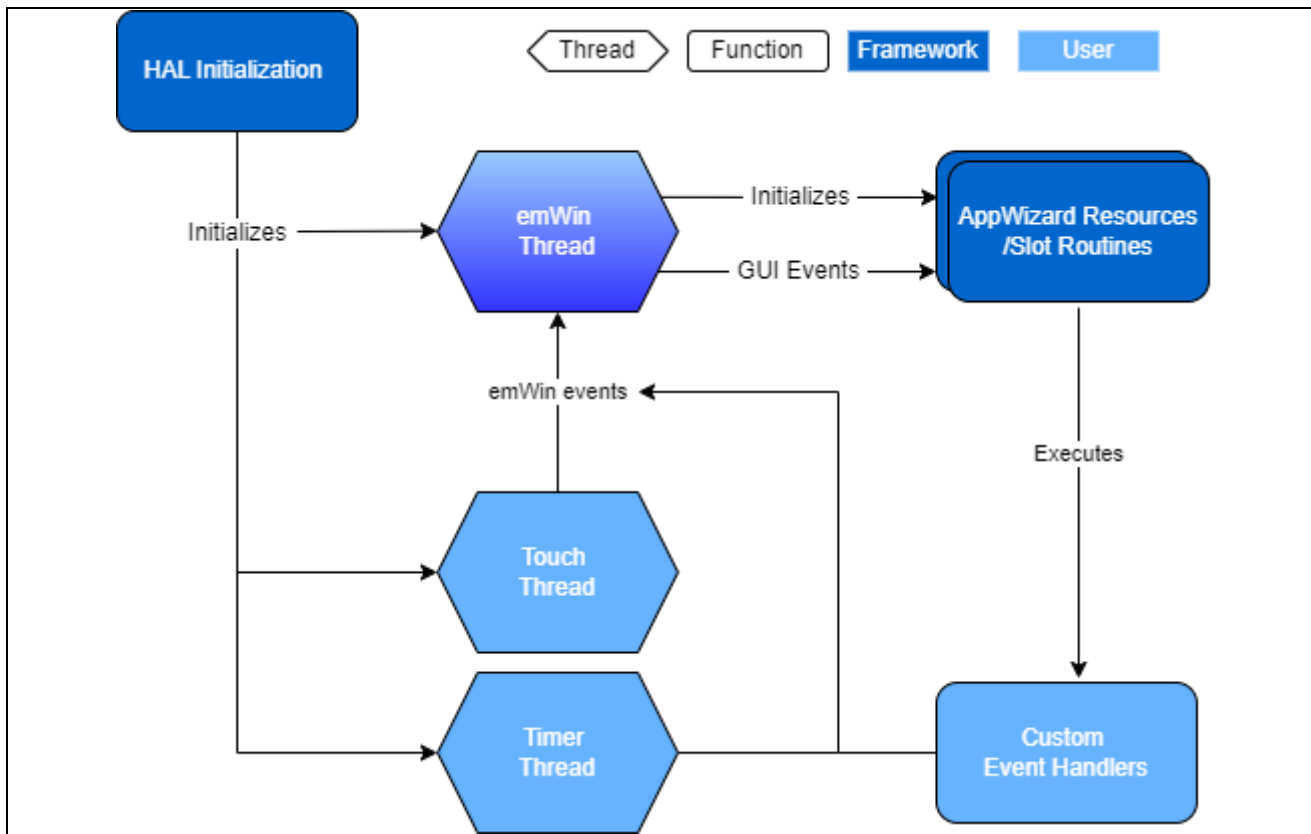 HAL Initialization
Thread
Function
Framework
User
emWin
Thread
Initializes
Initializes
GUI Events
AppWizard Resources
/Slot Routines
emWin events
Executes
Touch
Thread
Timer
Thread
Custom
Event Handlers